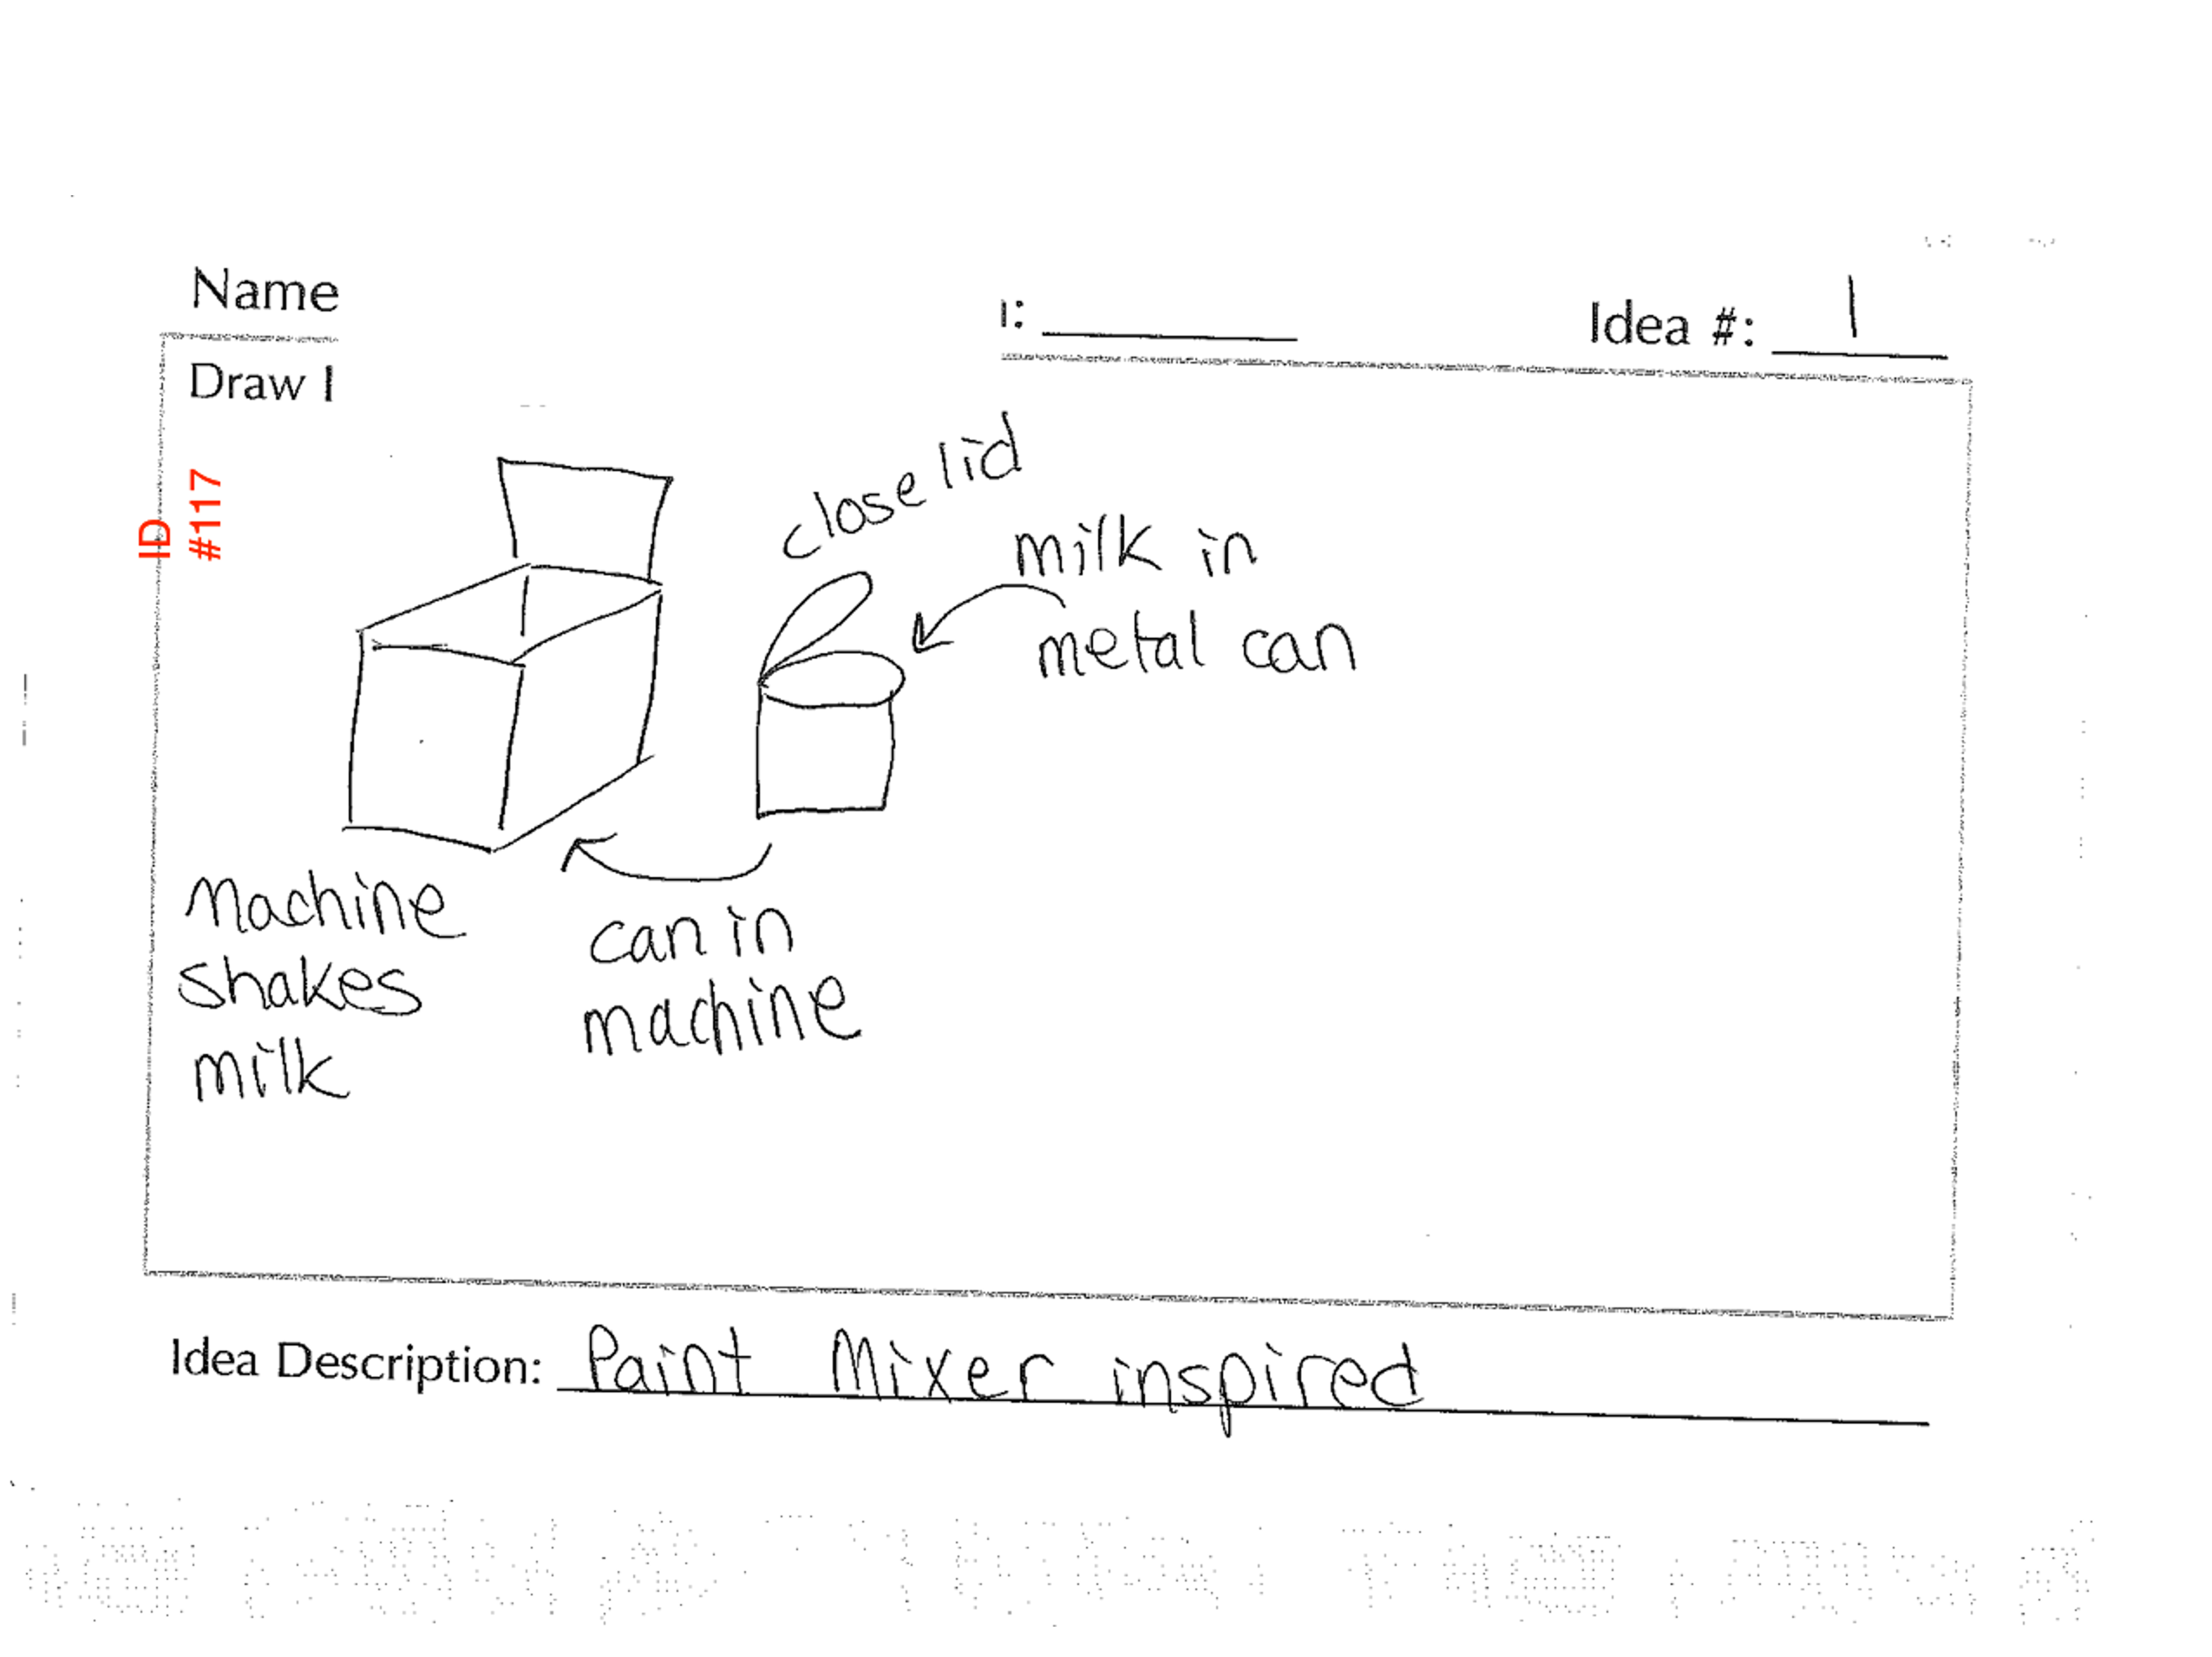 Name
I: Idea #: 1
Draw I
ID
#117
close lid
milk in
metal can
Machine
shakes
milk
can in
machine
Idea Description: Paint Mixer inspired